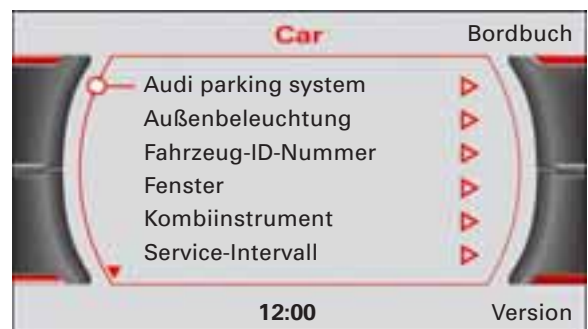 Car Bordbuch
Audi parking system
Außenbeleuchtung
Fahrzeug-ID-Nummer
Fenster
Kombiinstrument
Service-Intervall
12:00 Version